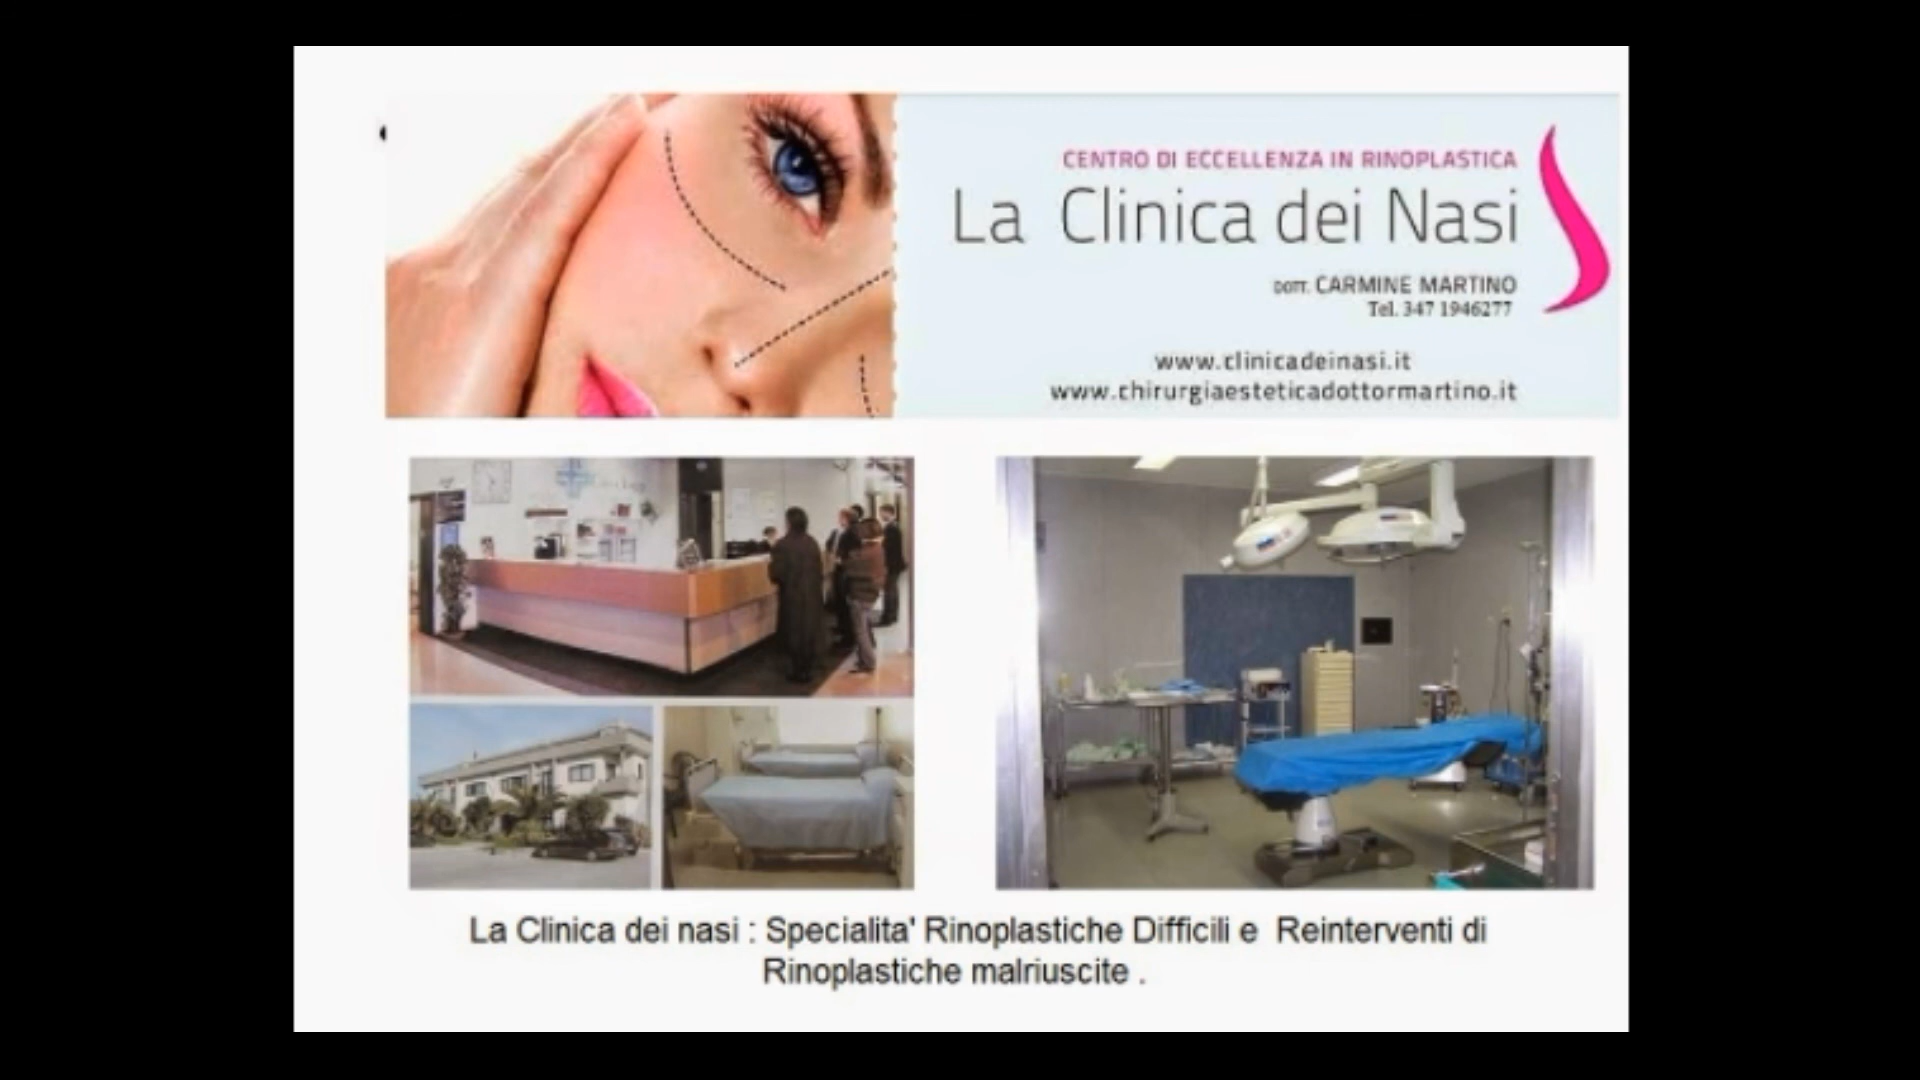 CENTRO DI ECCELLENZA IN RINOPLASTICA
La Clinica dei Nasi
DOTT. CARMINE MARTINO
Tel. 347 1946277
www.clinicadeinasi.it
www.chirurgiaesteticadottormartino.it
La Clinica dei nasi : Specialita' Rinoplastiche Difficili e Reinterventi di
Rinoplastiche malriuscite .